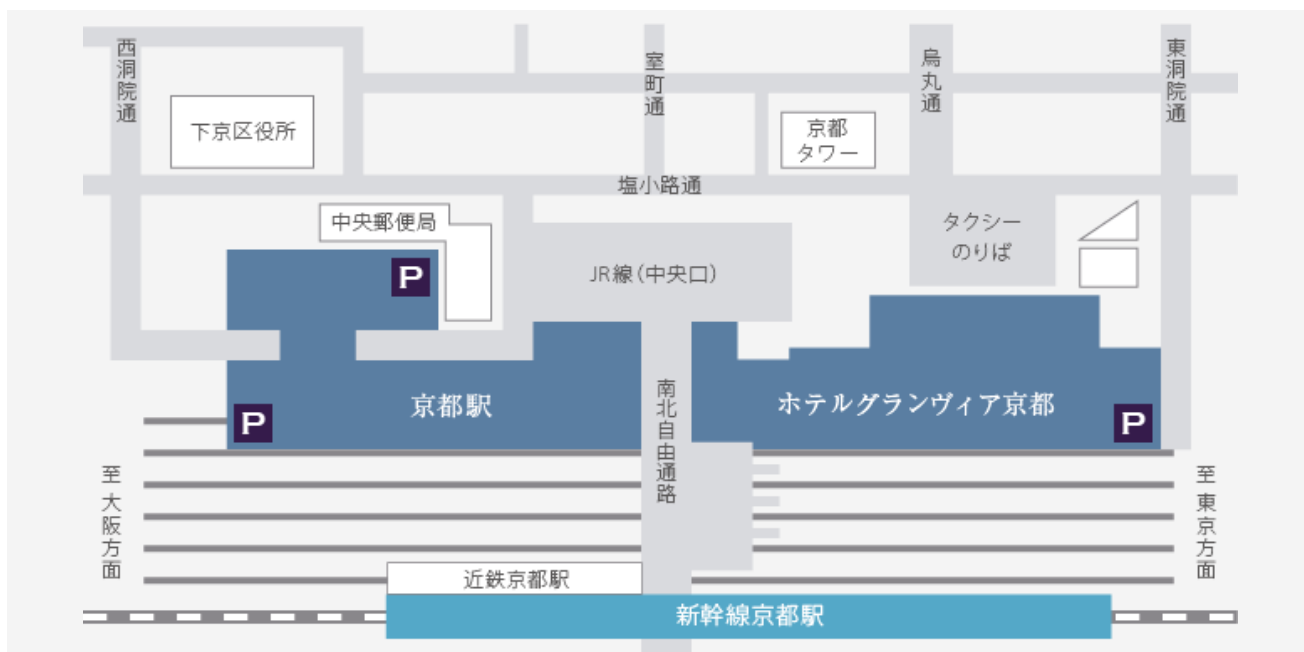 西洞院通
室町通
烏丸通
東洞院通
下京区役所
京都
タワー
塩小路通
中央郵便局
タクシー
のりば
P
JR線(中央口)
京都駅
南北自由通路
ホテルグランヴィア京都
P
P
至 大阪方面
至 東京方面
近鉄京都駅
新幹線京都駅